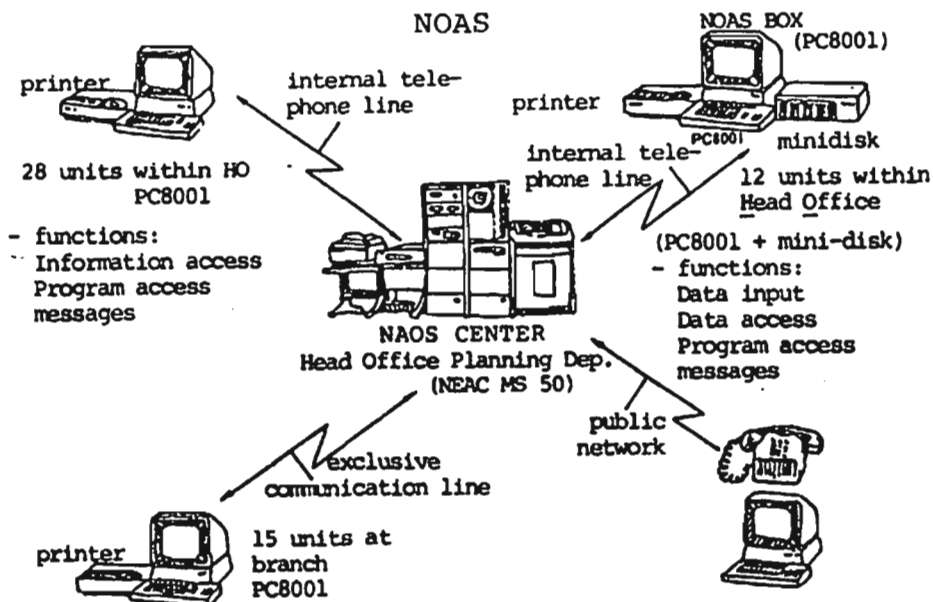 NOAS
NOAS BOX
(PC8001)
printer
internal tele-
phone line
printer
PC8001
minidisk
28 units within HO
PC8001
internal tele-
phone line
12 units within
Head Office
- functions:
Information access
Program access
messages
(PC8001 + mini-disk)
- functions:
Data input
Data access
Program access
messages
NAOS CENTER
Head Office Planning Dep.
(NEAC MS 50)
public
network
exclusive
communication line
printer
15 units at
branch
PC8001